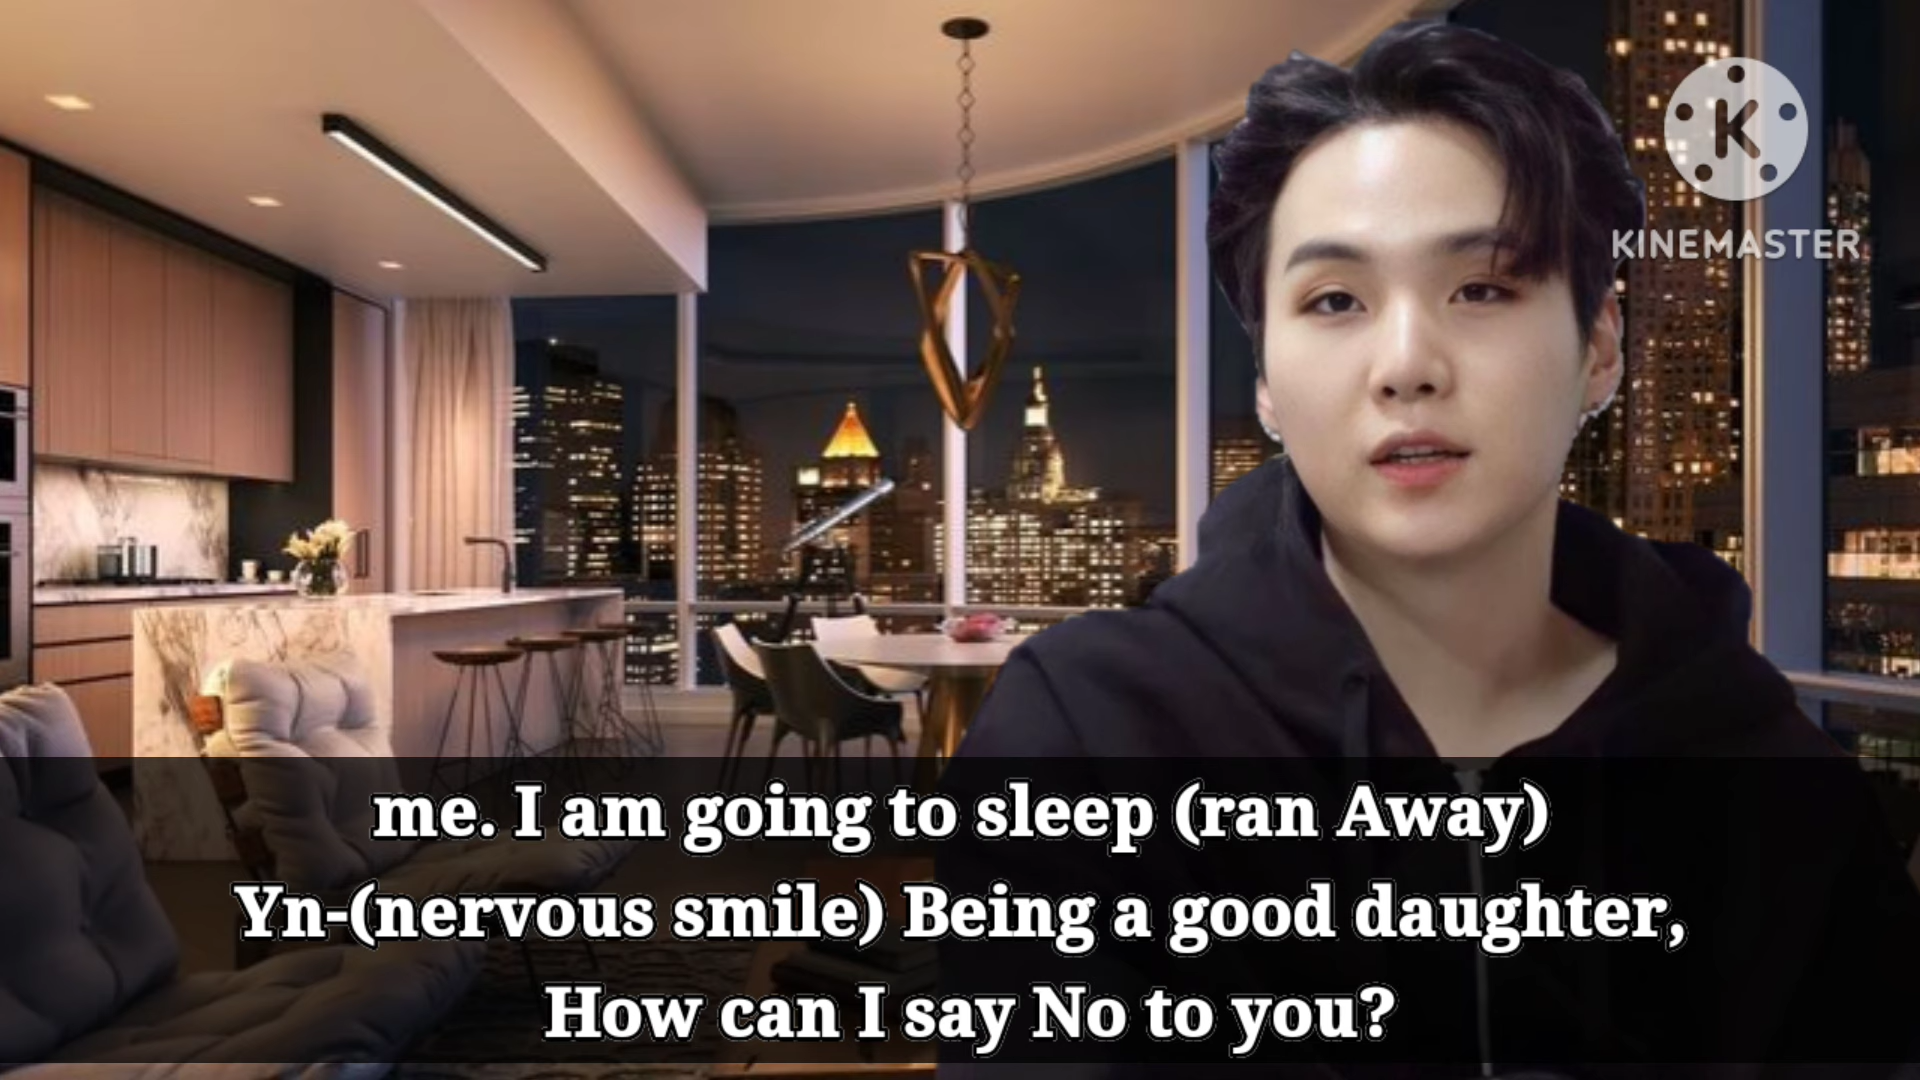 KINEMASTER
me. I am going to sleep (ran Away)
Yn-(nervous smile) Being a good daughter,
How can I say No to you?